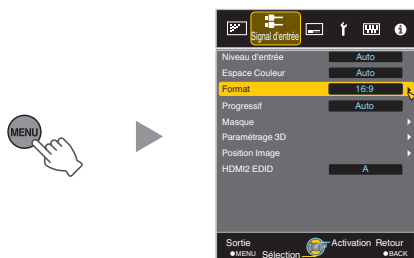 MENU
Signal d'entrée
Niveau d'entrée Auto
Espace Couleur Auto
Format 16:9
Progressif Auto
Masque
Paramétrage 3D
Position Image
HDMI2 EDID A
Sortie Activation Retour
●MENU Sélection ●BACK